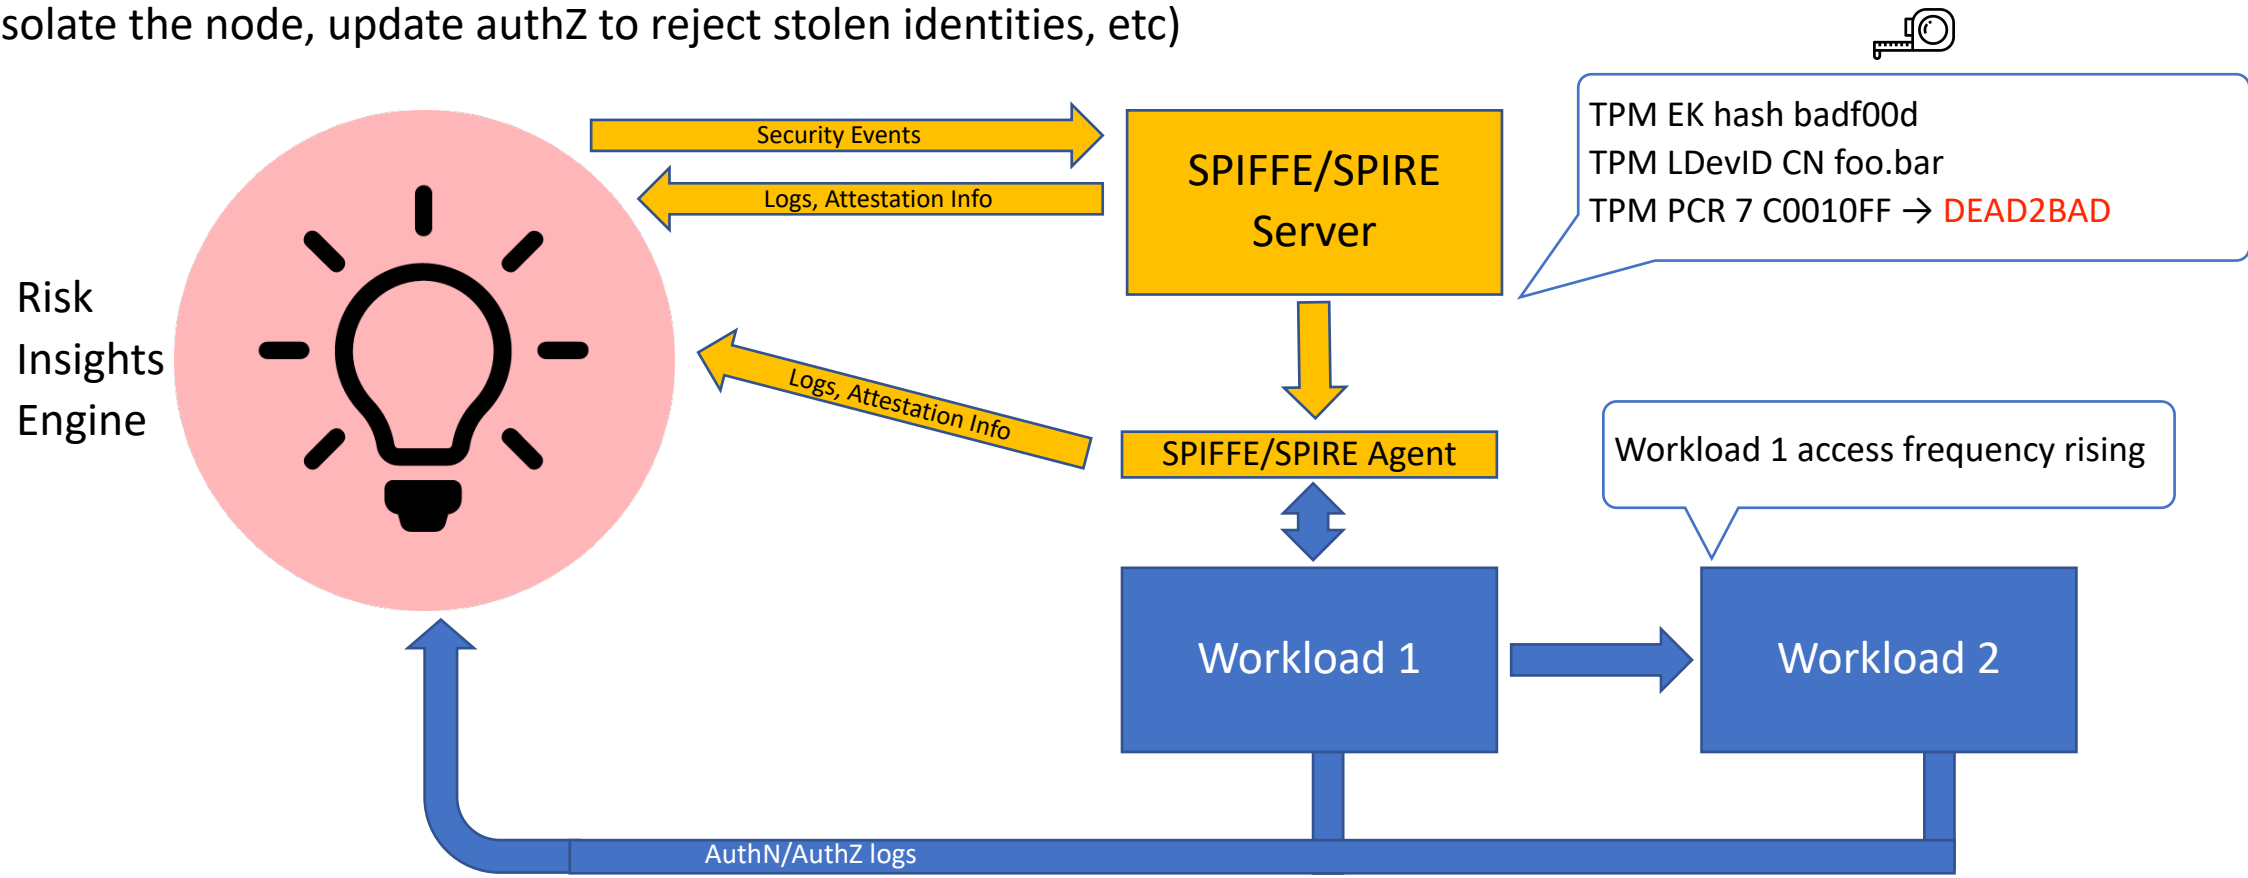 solate the node, update authZ to reject stolen identities, etc)
Security Events
Logs, Attestation Info
SPIFFE/SPIRE
Server
TPM EK hash badf00d
TPM LDevID CN foo.bar
TPM PCR 7 C0010FF → DEAD2BAD
Risk
Insights
Engine
Logs, Attestation Info
SPIFFE/SPIRE Agent
Workload 1 access frequency rising
Workload 1
Workload 2
AuthN/AuthZ logs